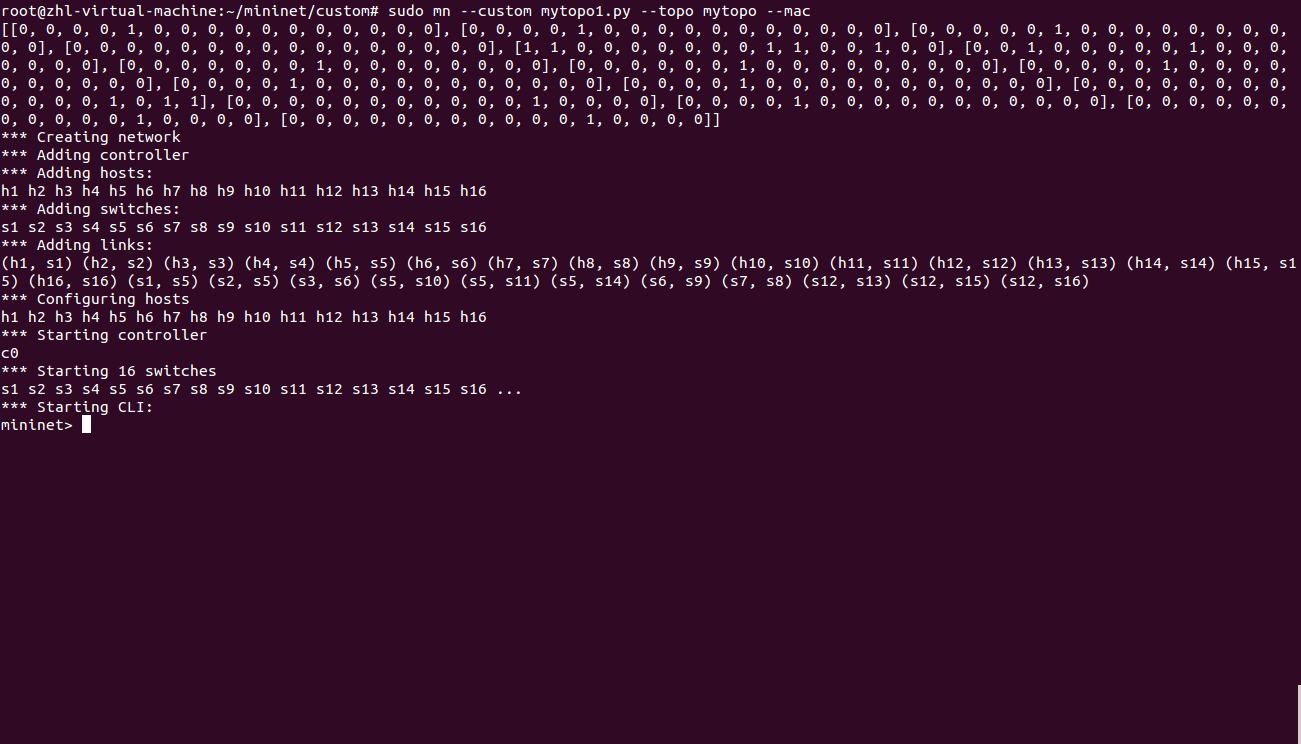 root@zhl-virtual-machine:~/mininet/custom# sudo mn --custom mytopo1.py --topo mytopo --mac
[[0, 0, 0, 0, 1, 0, 0, 0, 0, 0, 0, 0, 0, 0, 0, 0], [0, 0, 0, 0, 1, 0, 0, 0, 0, 0, 0, 0, 0, 0, 0, 0], [0, 0, 0, 0, 0, 1, 0, 0, 0, 0, 0, 0, 0, 0,
0, 0], [0, 0, 0, 0, 0, 0, 0, 0, 0, 0, 0, 0, 0, 0, 0, 0], [1, 1, 0, 0, 0, 0, 0, 0, 0, 1, 1, 0, 0, 1, 0, 0], [0, 0, 1, 0, 0, 0, 0, 0, 1, 0, 0, 0,
0, 0, 0, 0], [0, 0, 0, 0, 0, 0, 0, 1, 0, 0, 0, 0, 0, 0, 0, 0], [0, 0, 0, 0, 0, 0, 1, 0, 0, 0, 0, 0, 0, 0, 0, 0], [0, 0, 0, 0, 0, 1, 0, 0, 0, 0,
0, 0, 0, 0, 0, 0], [0, 0, 0, 0, 1, 0, 0, 0, 0, 0, 0, 0, 0, 0, 0, 0], [0, 0, 0, 0, 1, 0, 0, 0, 0, 0, 0, 0, 0, 0, 0, 0], [0, 0, 0, 0, 0, 0, 0, 0,
0, 0, 0, 0, 1, 0, 1, 1], [0, 0, 0, 0, 0, 0, 0, 0, 0, 0, 0, 1, 0, 0, 0, 0], [0, 0, 0, 0, 1, 0, 0, 0, 0, 0, 0, 0, 0, 0, 0, 0], [0, 0, 0, 0, 0, 0,
0, 0, 0, 0, 0, 1, 0, 0, 0, 0], [0, 0, 0, 0, 0, 0, 0, 0, 0, 0, 0, 1, 0, 0, 0, 0]]
*** Creating network
*** Adding controller
*** Adding hosts:
h1 h2 h3 h4 h5 h6 h7 h8 h9 h10 h11 h12 h13 h14 h15 h16
*** Adding switches:
s1 s2 s3 s4 s5 s6 s7 s8 s9 s10 s11 s12 s13 s14 s15 s16
*** Adding links:
(h1, s1) (h2, s2) (h3, s3) (h4, s4) (h5, s5) (h6, s6) (h7, s7) (h8, s8) (h9, s9) (h10, s10) (h11, s11) (h12, s12) (h13, s13) (h14, s14) (h15, s1
5) (h16, s16) (s1, s5) (s2, s5) (s3, s6) (s5, s10) (s5, s11) (s5, s14) (s6, s9) (s7, s8) (s12, s13) (s12, s15) (s12, s16)
*** Configuring hosts
h1 h2 h3 h4 h5 h6 h7 h8 h9 h10 h11 h12 h13 h14 h15 h16
*** Starting controller
c0
*** Starting 16 switches
s1 s2 s3 s4 s5 s6 s7 s8 s9 s10 s11 s12 s13 s14 s15 s16 ...
*** Starting CLI:
mininet>